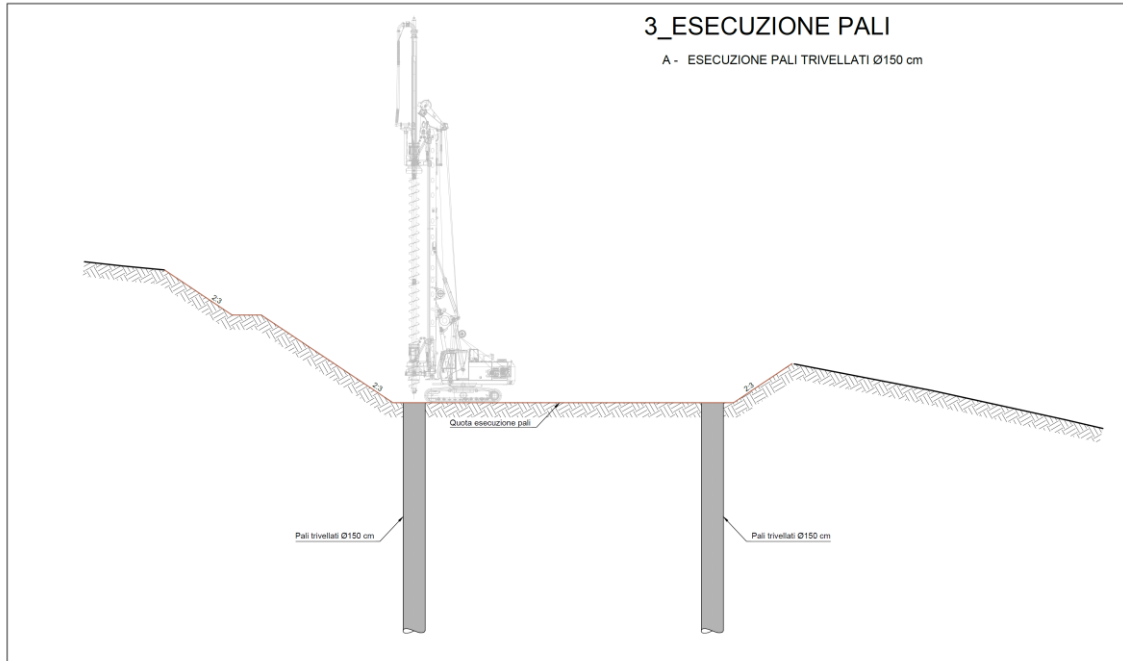 3_ESECUZIONE PALI
A - ESECUZIONE PALI TRIVELLATI Ø150 cm
2:3
2:3
2:3
Quota esecuzione pali
Pali trivellati Ø150 cm
Pali trivellati Ø150 cm